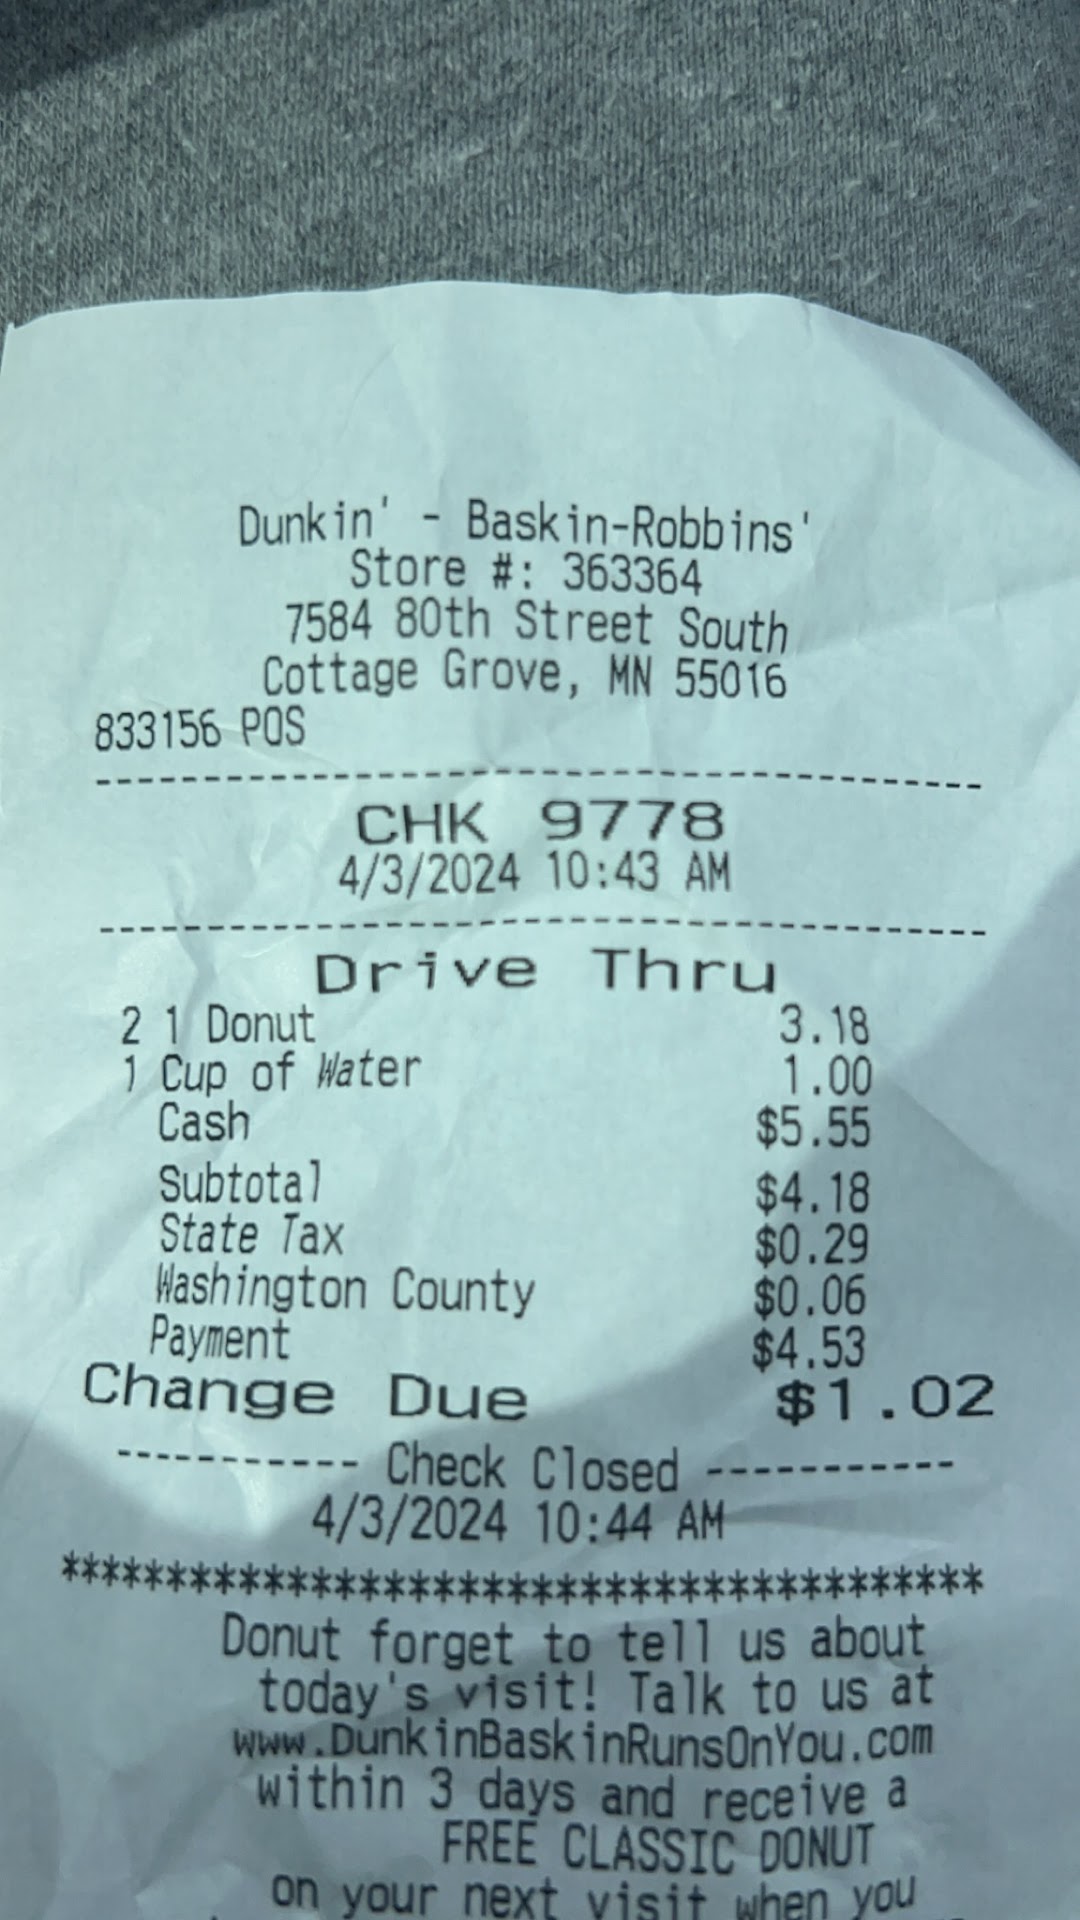 Dunkin' - Baskin-Robbins'
Store #: 363364
7584 80th Street South
Cottage Grove, MN 55016
833156 POS
--------------------------------------
CHK 9778
4/3/2024 10:43 AM
--------------------------------------
Drive Thru
2 1 Donut 3.18
1 Cup of Water 1.00
Cash $5.55
Subtotal $4.18
State Tax $0.29
Washington County $0.06
Payment $4.53
Change Due $1.02
---------- Check Closed -----------
4/3/2024 10:44 AM
**************************************
Donut forget to tell us about
today's visit! Talk to us at
www.DunkinBaskinRunsOnYou.com
within 3 days and receive a
FREE CLASSIC DONUT
on your next visit when you